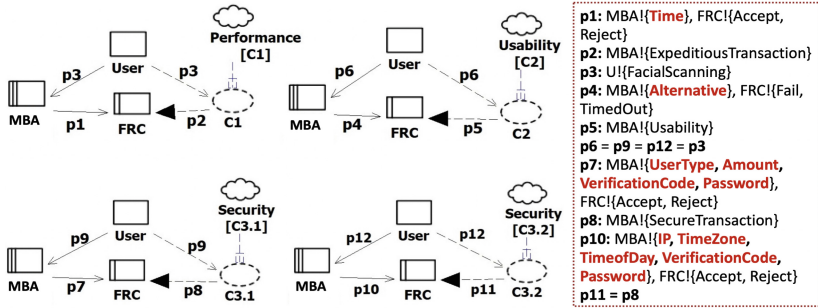 Performance
[C1]
User
p3
p3
MBA
p1
FRC
p2
C1
Usability
[C2]
User
p6
p6
MBA
p4
FRC
p5
C2
Security
[C3.1]
User
p9
p9
MBA
p7
FRC
p8
C3.1
Security
[C3.2]
User
p12
p12
MBA
p10
FRC
p11
C3.2
p1: MBA!{Time}, FRC!{Accept,
Reject}
p2: MBA!{ExpeditiousTransaction}
p3: U!{FacialScanning}
p4: MBA!{Alternative}, FRC!{Fail,
TimedOut}
p5: MBA!{Usability}
p6 = p9 = p12 = p3
p7: MBA!{UserType, Amount,
VerificationCode, Password},
FRC!{Accept, Reject}
p8: MBA!{SecureTransaction}
p10: MBA!{IP, TimeZone,
TimeofDay, VerificationCode,
Password}, FRC!{Accept, Reject}
p11 = p8